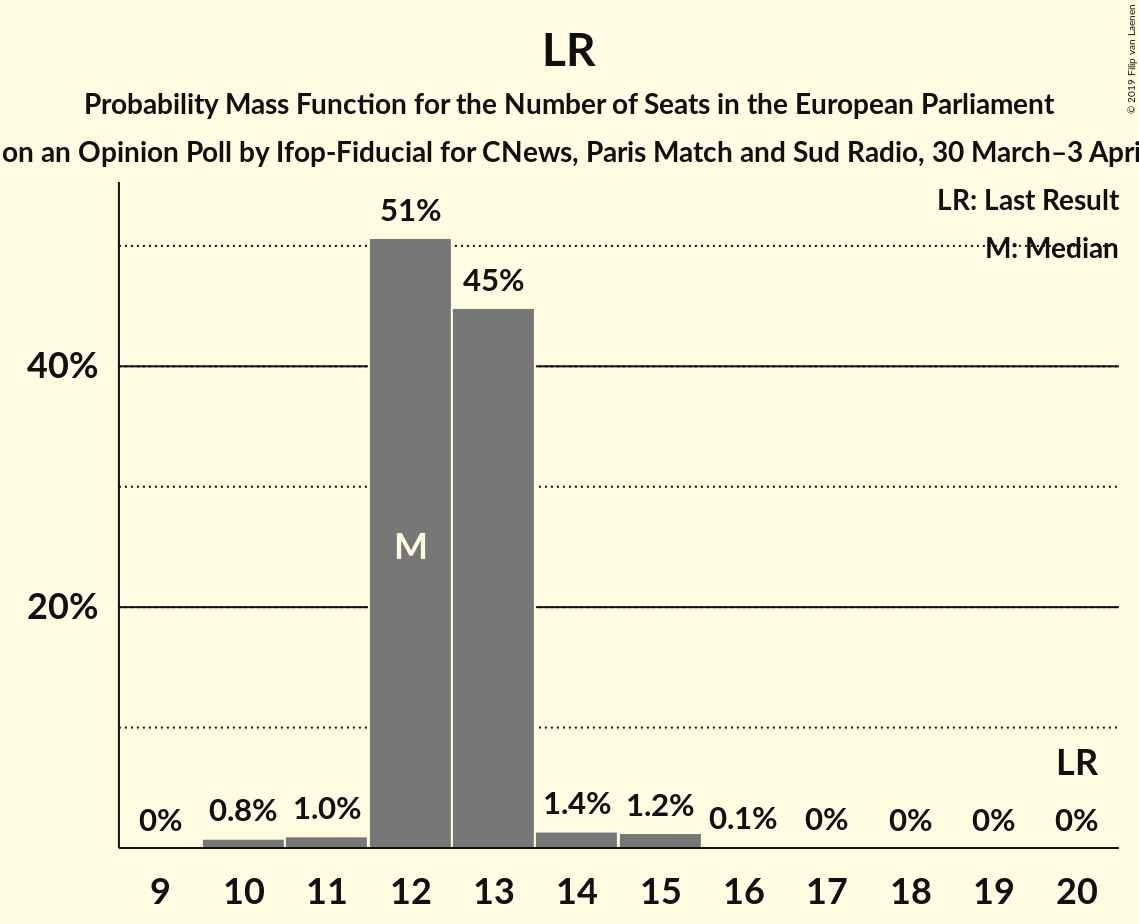 LR
Probability Mass Function for the Number of Seats in the European Parliament
on an Opinion Poll by Ifop-Fiducial for CNews, Paris Match and Sud Radio, 30 March–3 Apri
© 2019 Filip van Laenen
LR: Last Result
M: Median
51%
45%
40%
M
20%
LR
0% 0.8% 1.0% 1.4% 1.2% 0.1% 0% 0% 0% 0%
9 10 11 12 13 14 15 16 17 18 19 20